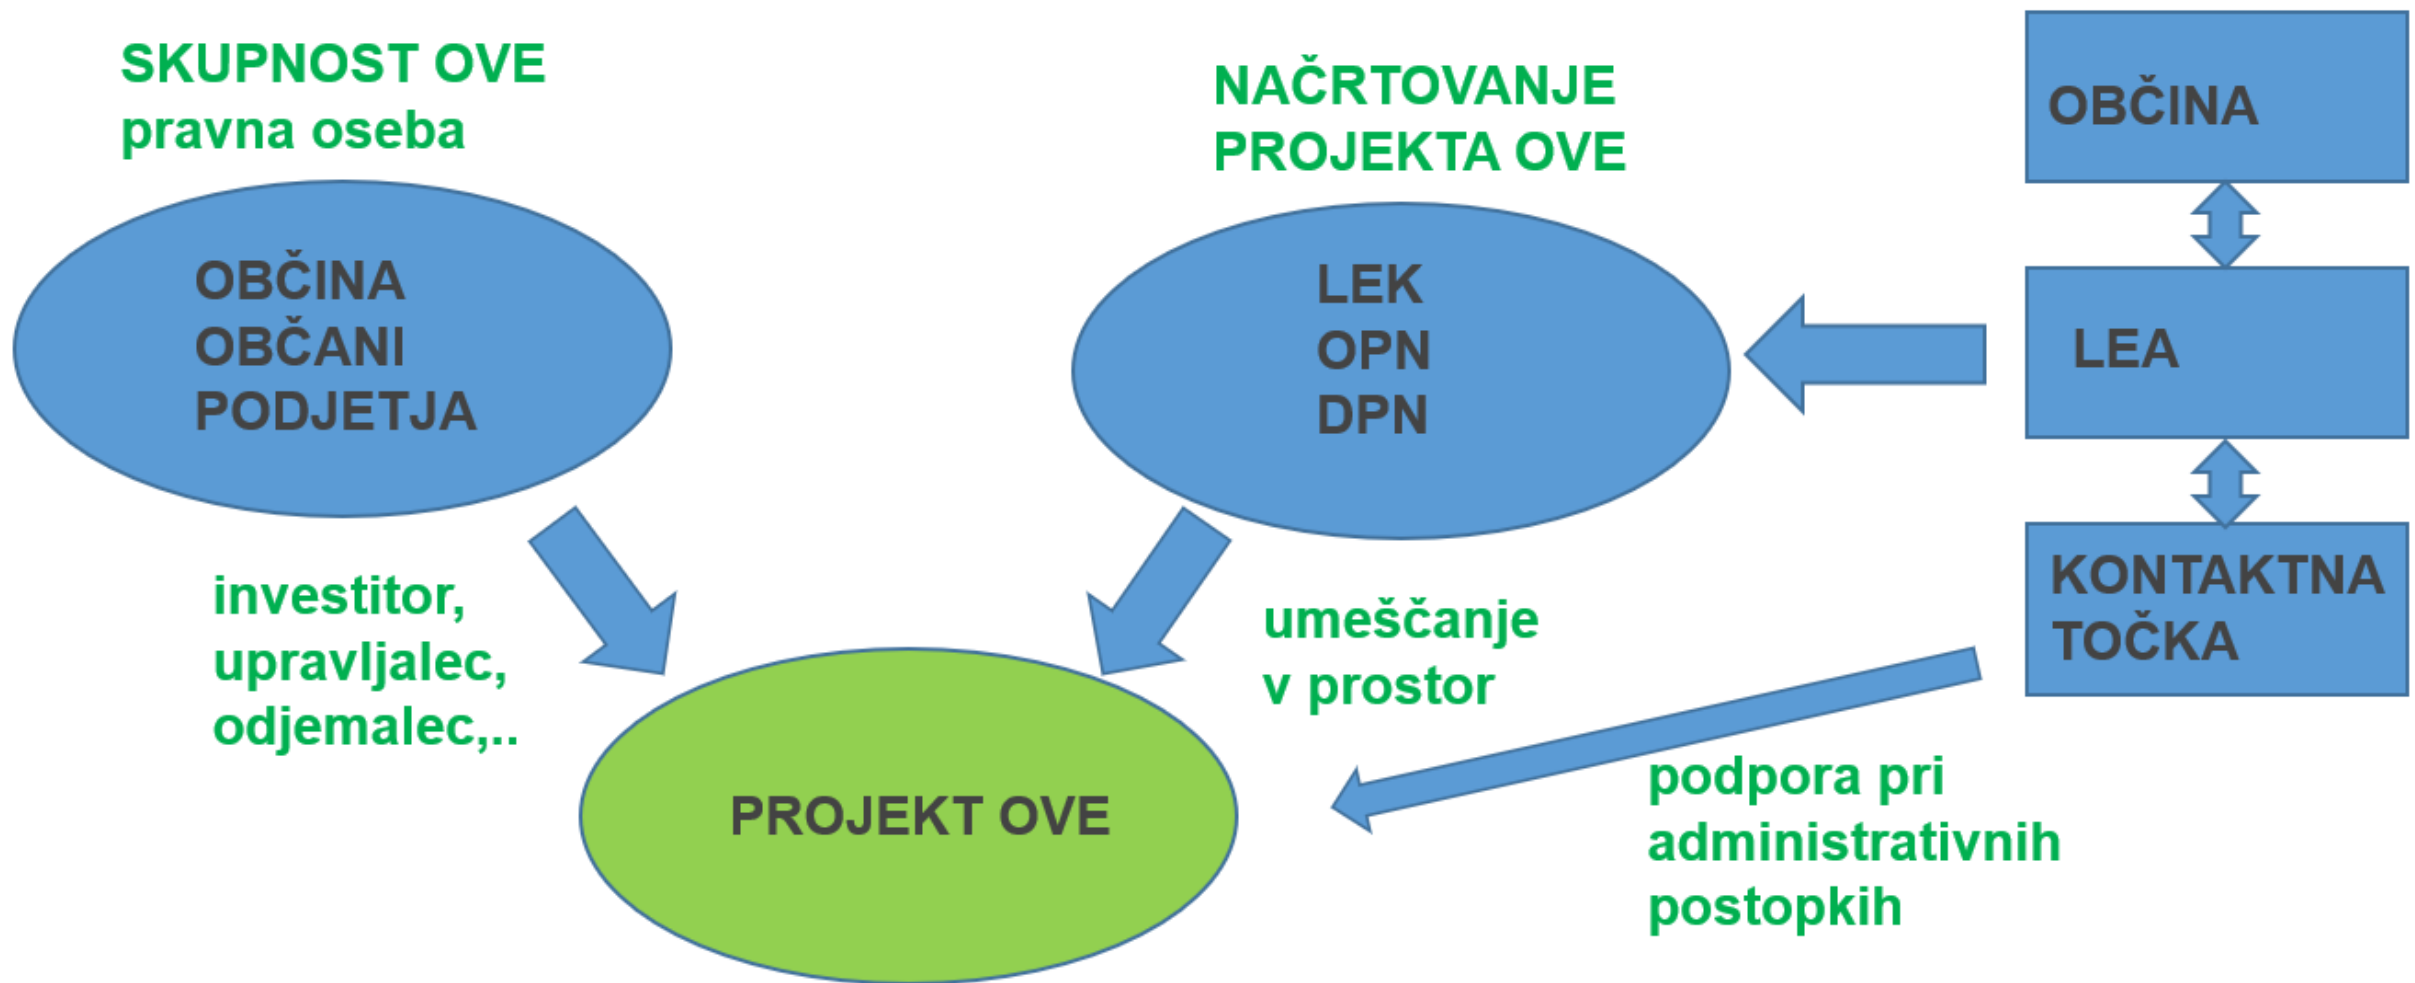 SKUPNOST OVE
pravna oseba
OBČINA
OBČANI
PODJETJA
investitor,
upravljalec,
odjemalec,..
NAČRTOVANJE
PROJEKTA OVE
LEK
OPN
DPN
umeščanje
v prostor
PROJEKT OVE
OBČINA
LEA
KONTAKTNA
TOČKA
podpora pri
administrativnih
postopkih